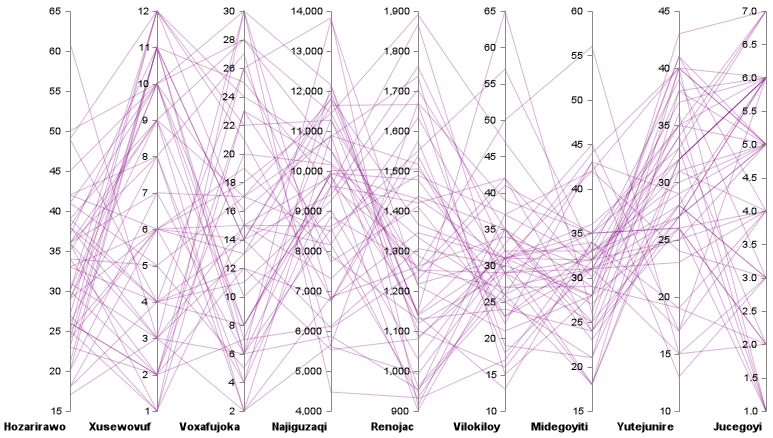 65 60 55 50 45 40 35 30 25 20 15
12 11 10 9 8 7 6 5 4 3 2 1
30 28 26 24 22 20 18 16 14 12 10 8 6 4 2
14,000 13,000 12,000 11,000 10,000 9,000 8,000 7,000 6,000 5,000 4,000
1,900 1,800 1,700 1,600 1,500 1,400 1,300 1,200 1,100 1,000 900
65 60 55 50 45 40 35 30 25 20 15 10
60 55 50 45 40 35 30 25 20 15
45 40 35 30 25 20 15 10
7.0 6.5 6.0 5.5 5.0 4.5 4.0 3.5 3.0 2.5 2.0 1.5 1.0
Hozarirawo Xusewovuf Voxafujoka Najiguzaqi Renojac Vilokiloy Midegoyiti Yutejunire Jucegoyi